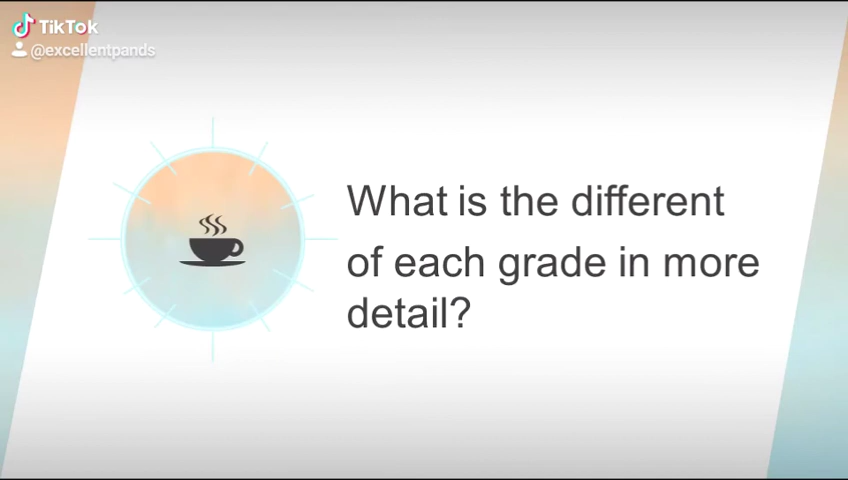 TikTok
@excellentpands
What is the different
of each grade in more
detail?